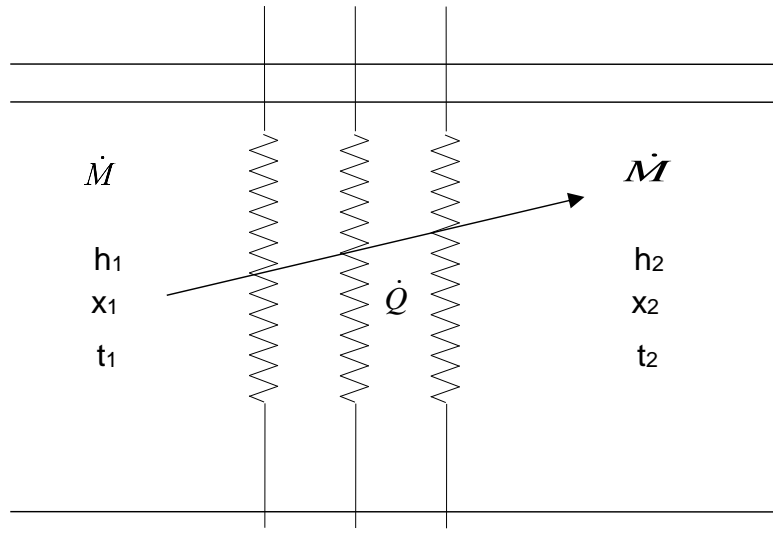 Ṁ Ṁ
h₁ h₂
x₁ Q̇ x₂
t₁ t₂